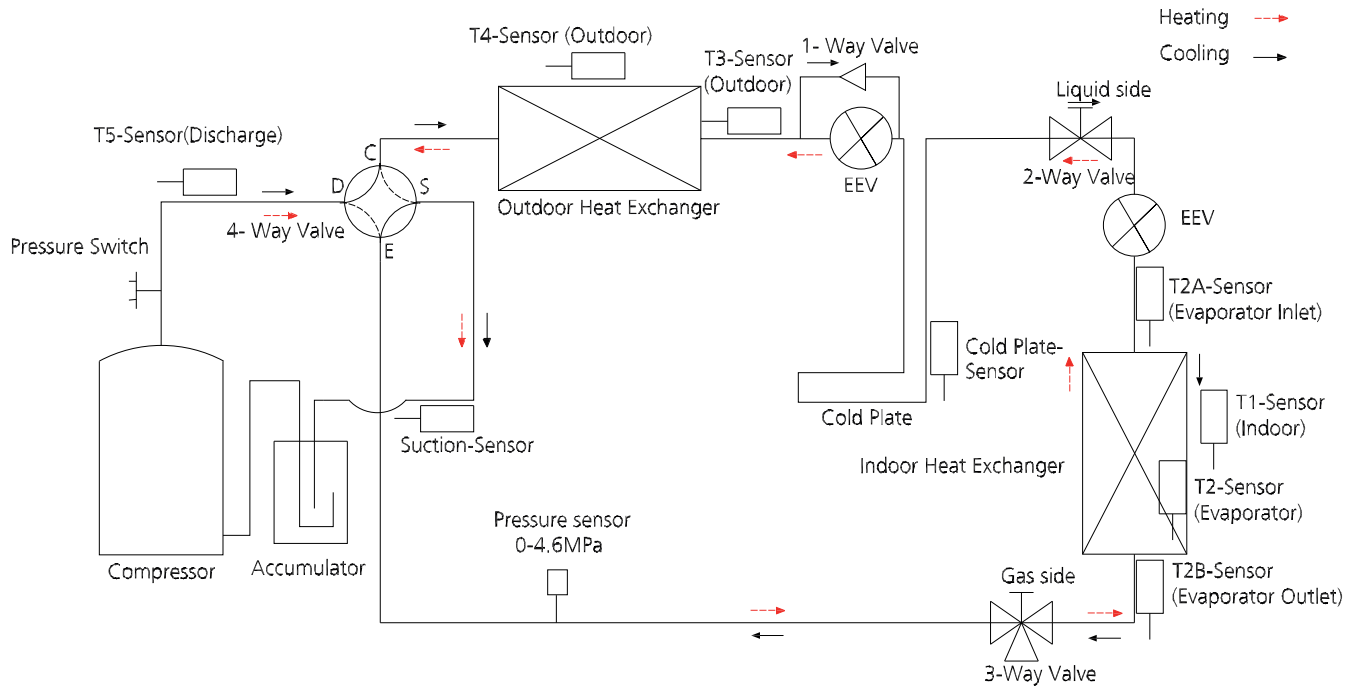 Heating
Cooling
T4-Sensor (Outdoor)
1- Way Valve
T3-Sensor
(Outdoor)
Liquid side
T5-Sensor(Discharge)
C
D
S
E
4- Way Valve
Outdoor Heat Exchanger
EEV
2-Way Valve
EEV
Pressure Switch
T2A-Sensor
(Evaporator Inlet)
Cold Plate-
Sensor
Cold Plate
T1-Sensor
(Indoor)
Suction-Sensor
Indoor Heat Exchanger
T2-Sensor
(Evaporator)
Pressure sensor
0-4.6MPa
Compressor
Accumulator
Gas side
T2B-Sensor
(Evaporator Outlet)
3-Way Valve